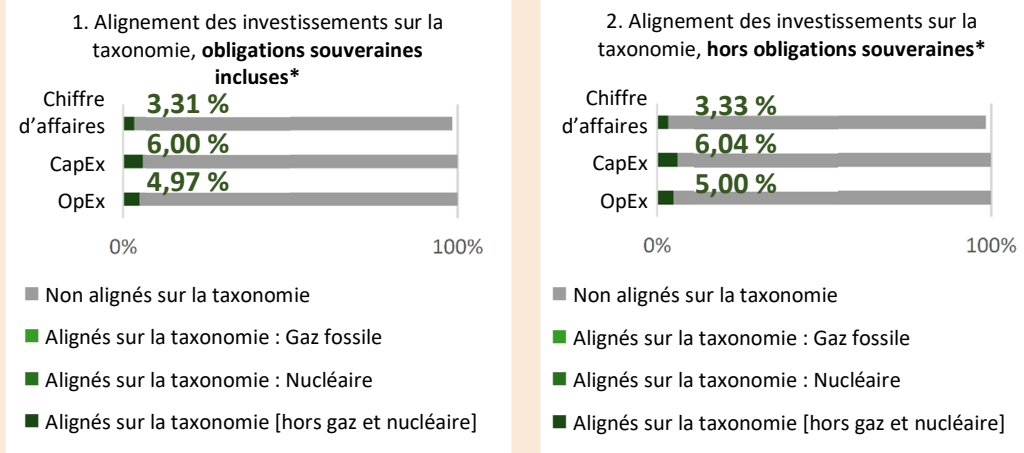 1. Alignement des investissements sur la
taxonomie, obligations souveraines
incluses*
Chiffre
d'affaires
3,31 %
CapEx
6,00 %
OpEx
4,97 %
0%
100%
Non alignés sur la taxonomie
Alignés sur la taxonomie : Gaz fossile
Alignés sur la taxonomie : Nucléaire
Alignés sur la taxonomie [hors gaz et nucléaire]
2. Alignement des investissements sur la
taxonomie, hors obligations souveraines*
Chiffre
d'affaires
3,33 %
CapEx
6,04 %
OpEx
5,00 %
0%
100%
Non alignés sur la taxonomie
Alignés sur la taxonomie : Gaz fossile
Alignés sur la taxonomie : Nucléaire
Alignés sur la taxonomie [hors gaz et nucléaire]